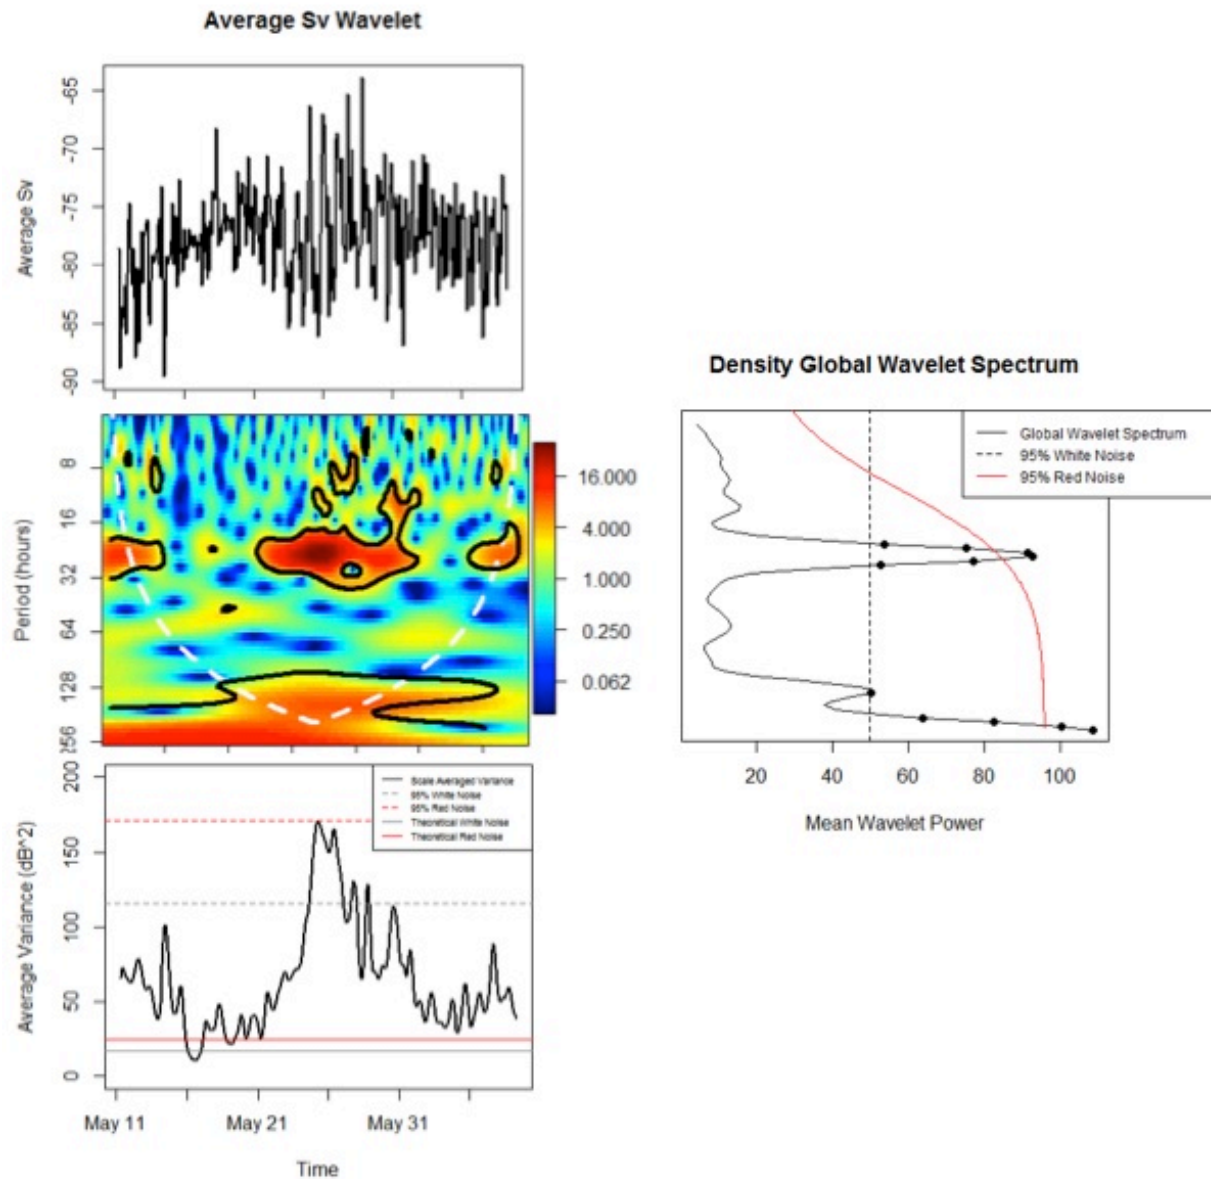 Average Sv Wavelet
Average Sv
-65
-70
-75
-80
-85
-90
Period (hours)
8
16
32
64
128
256
16.000
4.000
1.000
0.250
0.062
Average Variance (dB^2)
200
150
100
50
0
Scale Averaged Variance
95% White Noise
95% Red Noise
Theoretical White Noise
Theoretical Red Noise
May 11 May 21 May 31
Time
Density Global Wavelet Spectrum
Global Wavelet Spectrum
95% White Noise
95% Red Noise
20 40 60 80 100
Mean Wavelet Power